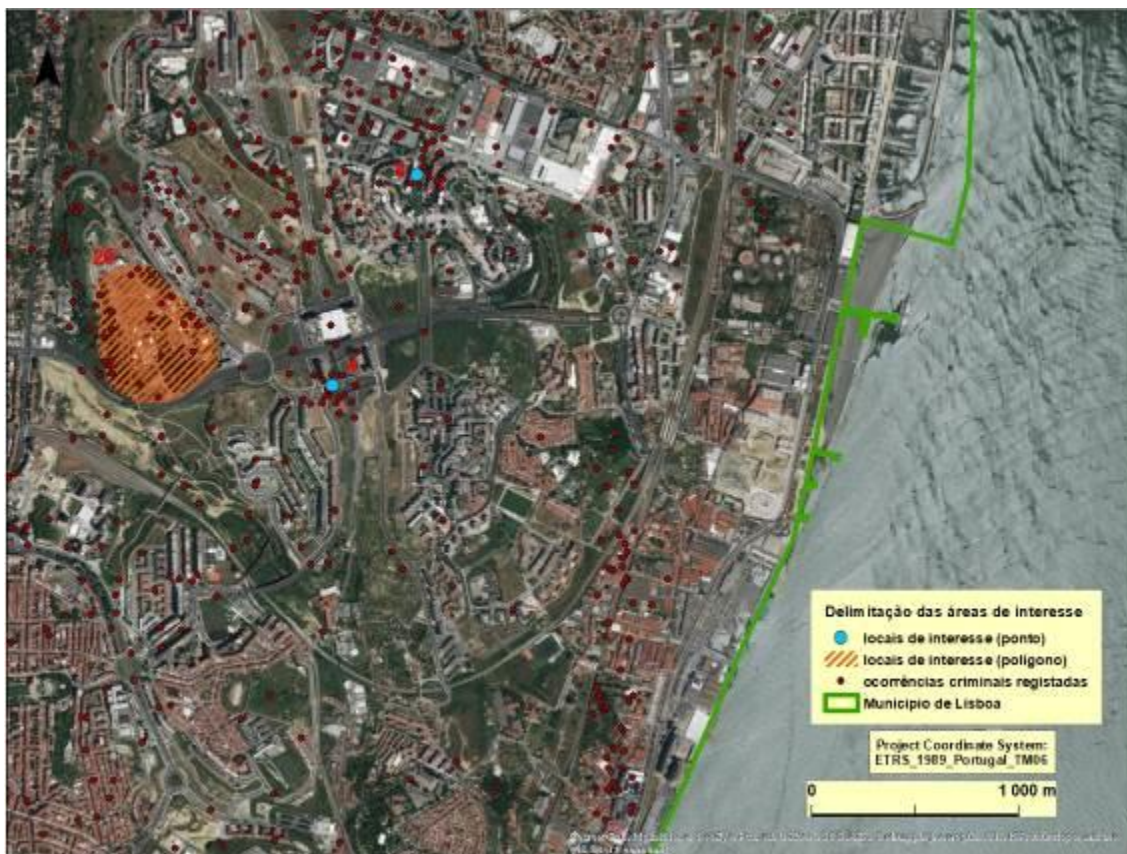 Delimitação das áreas de interesse
locais de interesse (ponto)
locais de interesse (polígono)
ocorrências criminais registadas
Município de Lisboa
Project Coordinate System:
ETRS_1989_Portugal_TM06
0 1 000 m